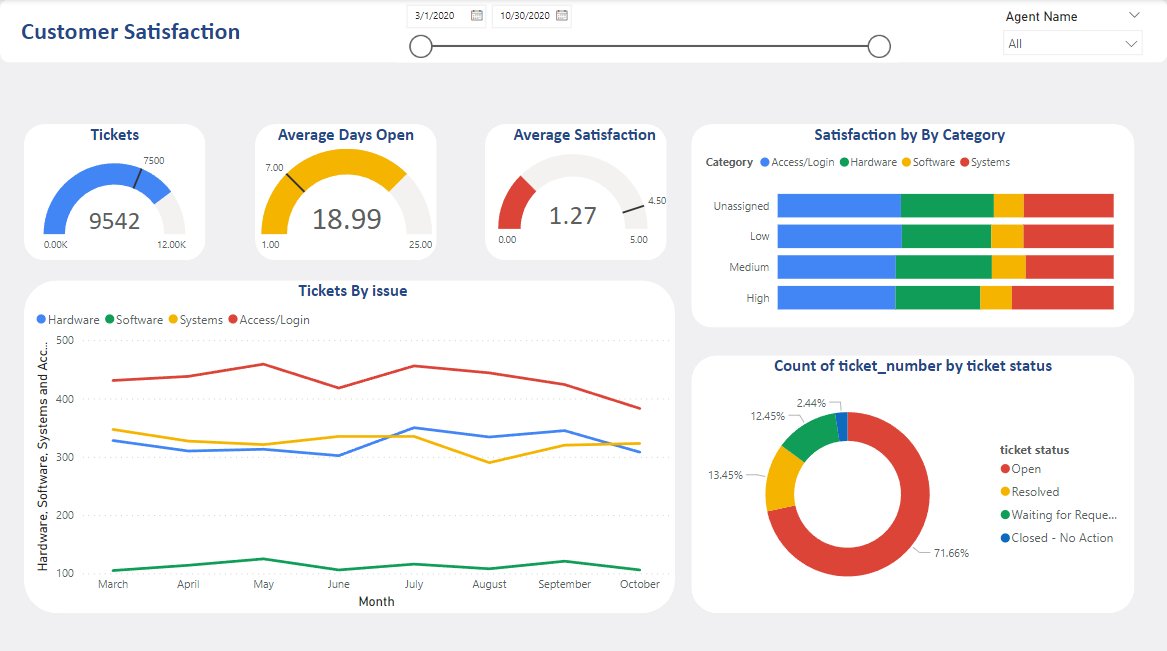 Customer Satisfaction
3/1/2020
10/30/2020
Agent Name
All
Tickets
7500
9542
0.00K
12.00K
Average Days Open
7.00
18.99
1.00
25.00
Average Satisfaction
4.50
1.27
0.00
5.00
Satisfaction by By Category
Category Access/Login Hardware Software Systems
Unassigned
Low
Medium
High
Tickets By issue
Hardware Software Systems Access/Login
Hardware, Software, Systems and Acc...
500
400
300
200
100
March April May June July August September October
Month
Count of ticket_number by ticket status
2.44%
12.45%
13.45%
71.66%
ticket status
Open
Resolved
Waiting for Reque...
Closed - No Action